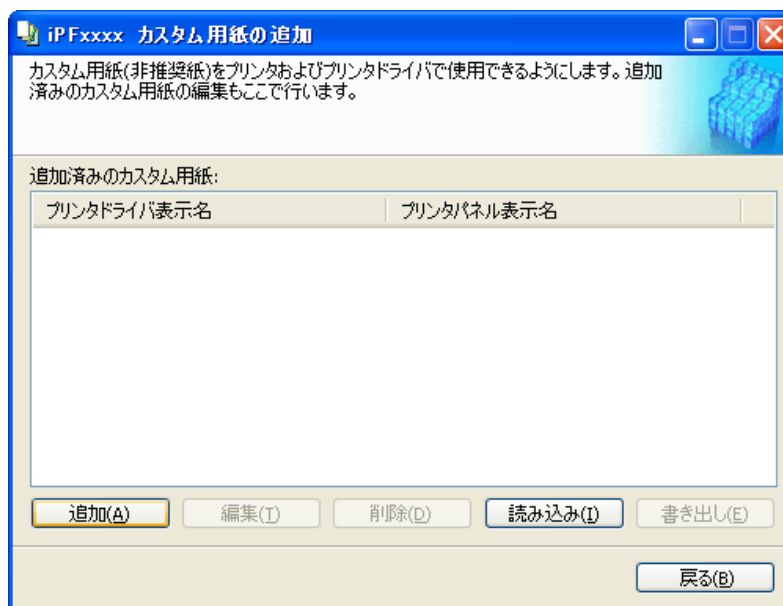 iPFxxxx カスタム用紙の追加
カスタム用紙(非推奨紙)をプリンタおよびプリンタドライバで使用できるようにします。追加
済みのカスタム用紙の編集もここで行います。
追加済みのカスタム用紙:
プリンタドライバ表示名 プリンタパネル表示名
追加(A) 編集(T) 削除(D) 読み込み(I) 書き出し(E)
戻る(B)